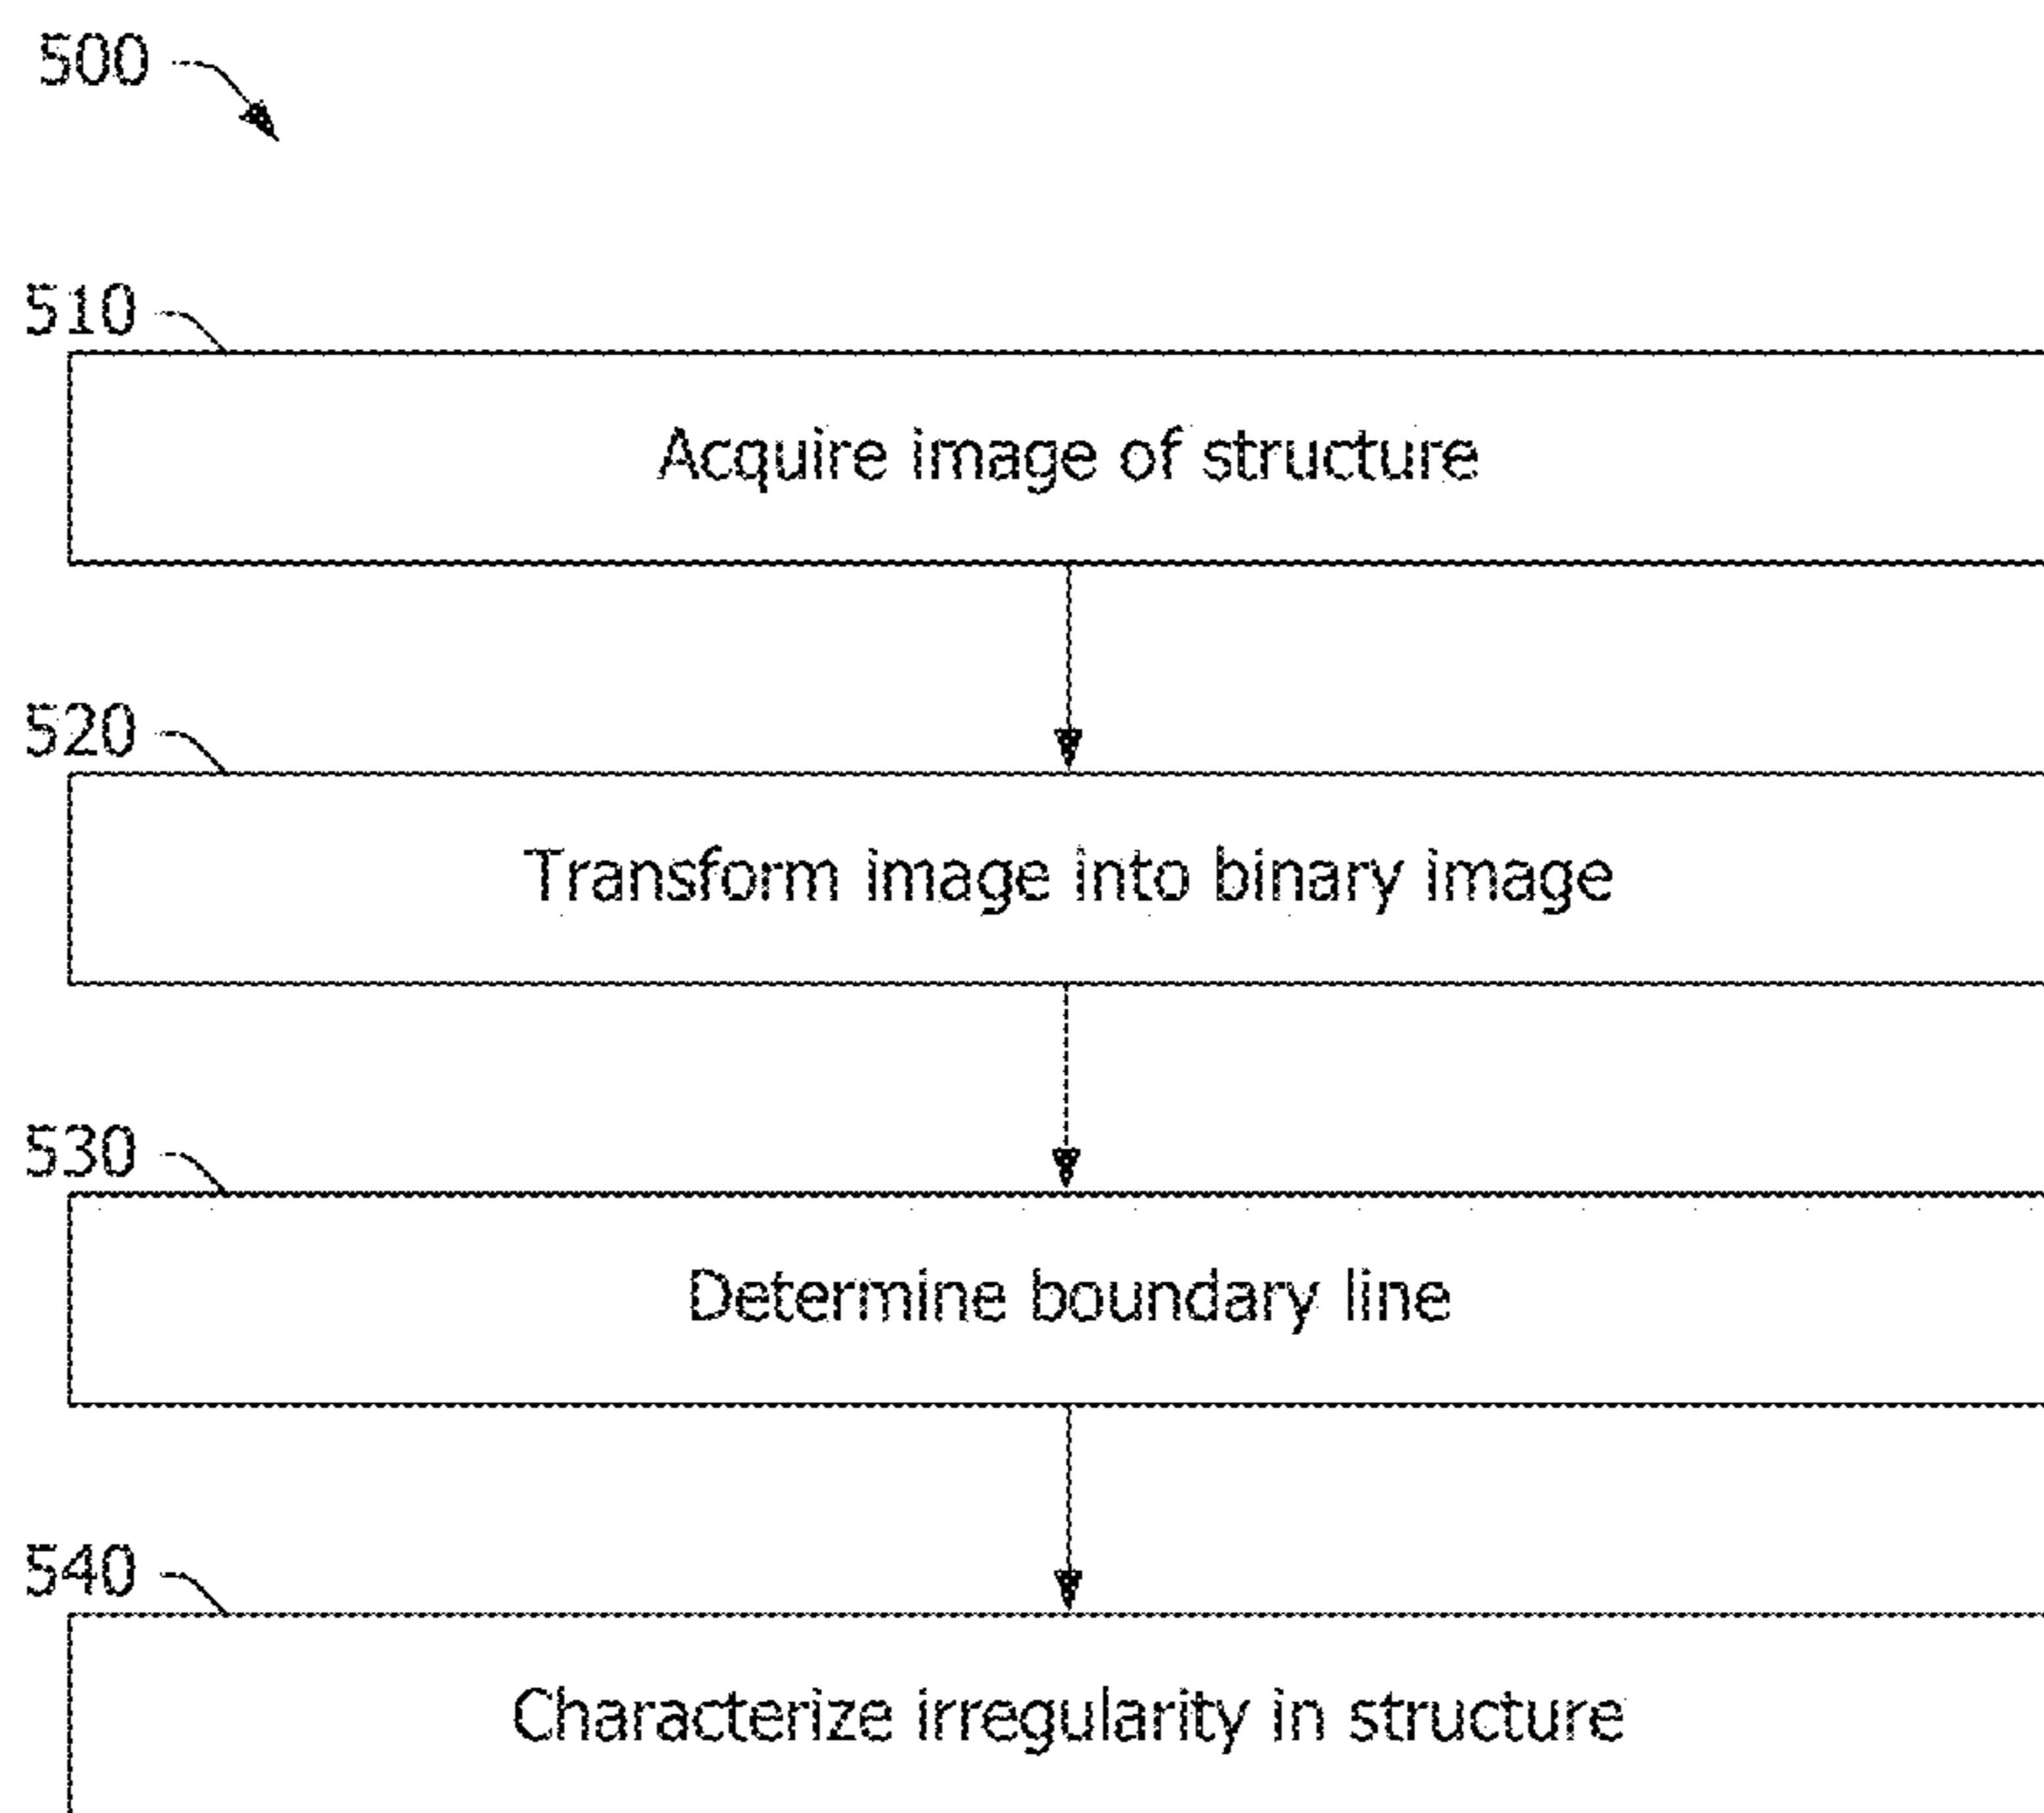 500
510
Acquire image of structure
520
Transform image into binary image
530
Determine boundary line
540
Characterize irregularity in structure